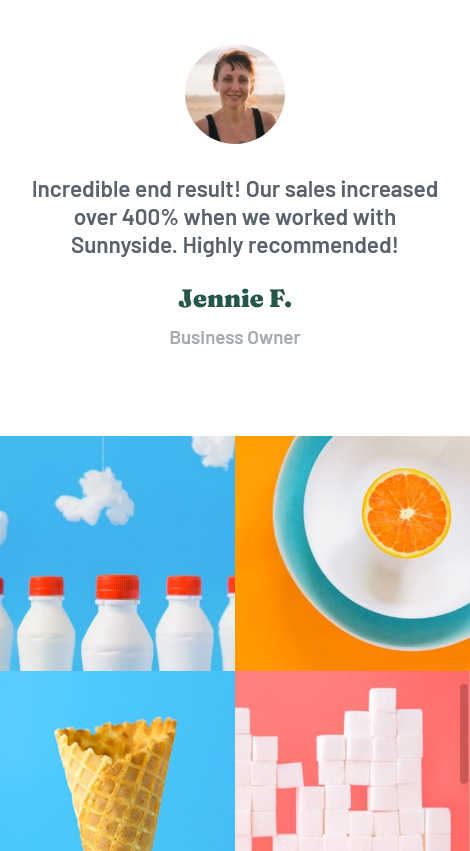 Incredible end result! Our sales increased
over 400% when we worked with
Sunnyside. Highly recommended!
Jennie F.
Business Owner